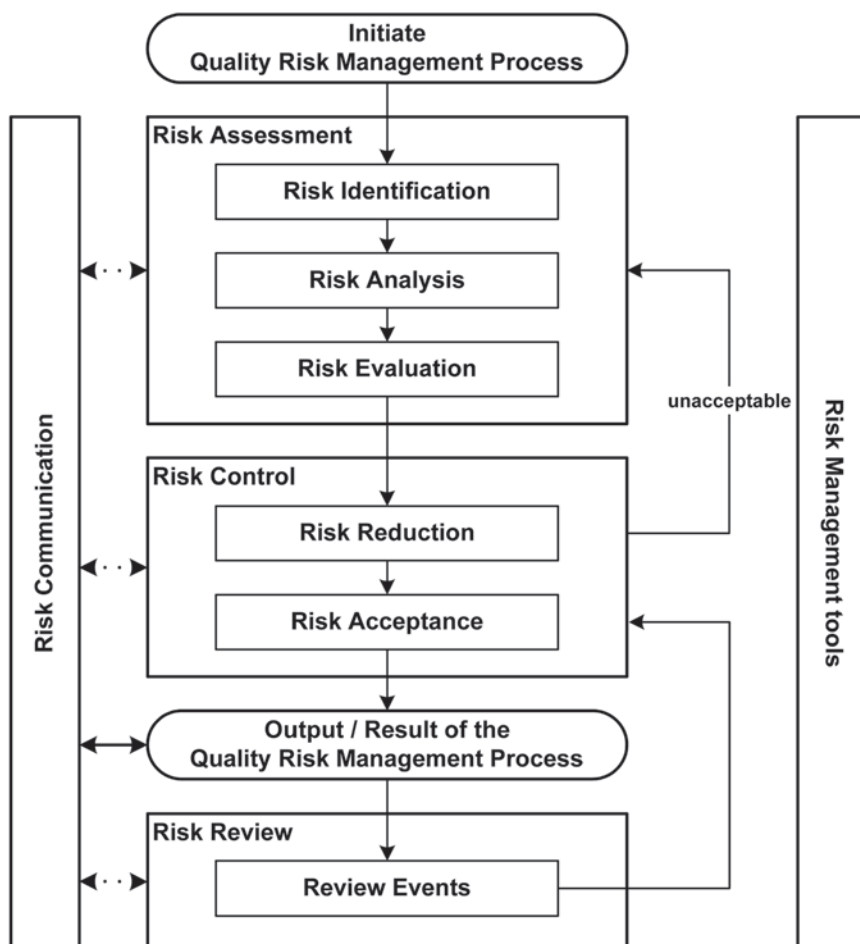 Initiate
Quality Risk Management Process
Risk Assessment
Risk Identification
Risk Analysis
Risk Evaluation
unacceptable
Risk Communication
Risk Management tools
Risk Control
Risk Reduction
Risk Acceptance
Output / Result of the
Quality Risk Management Process
Risk Review
Review Events